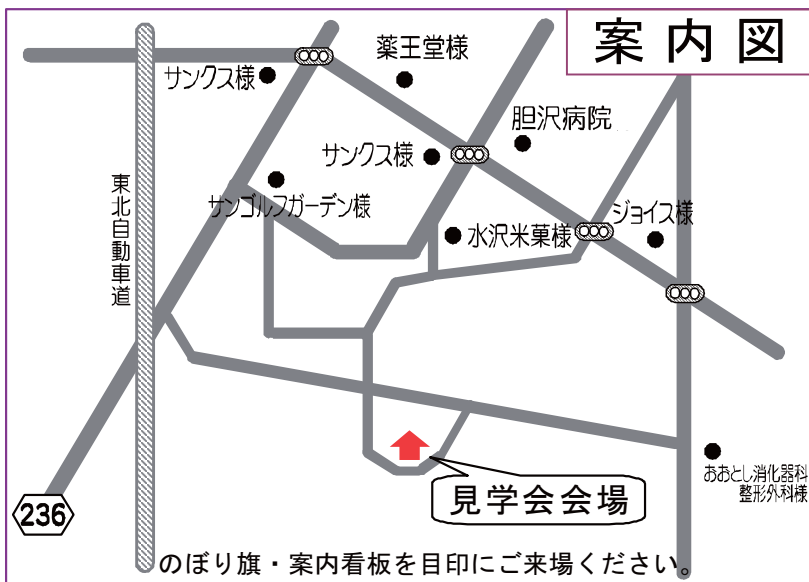 案内図
薬王堂様
サンクス様
胆沢病院
サンクス様
東北自動車道
サンゴルフガーデン様
水沢米菓様
ジョイス様
おおとし消化器科
整形外科様
見学会会場
236
のぼり旗・案内看板を目印にご来場ください。